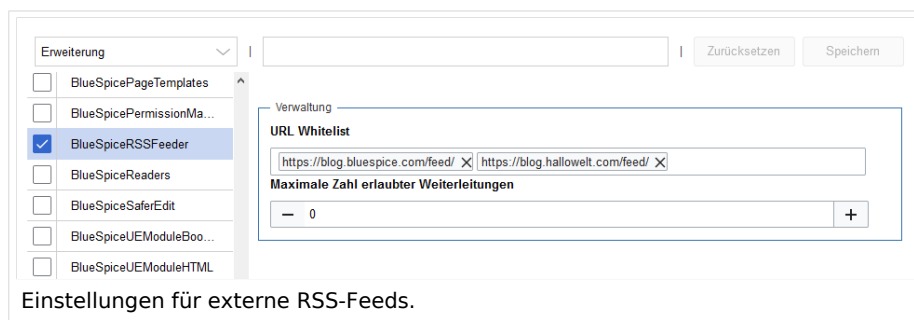 Erweiterung | | Zurücksetzen Speichern
BlueSpicePageTemplates
BlueSpicePermissionMa...
BlueSpiceRSSFeeder
BlueSpiceReaders
BlueSpiceSaferEdit
BlueSpiceUEModuleBoo...
BlueSpiceUEModuleHTML
Verwaltung
URL Whitelist
https://blog.bluespice.com/feed/ https://blog.hallowelt.com/feed/
Maximale Zahl erlaubter Weiterleitungen
0
Einstellungen für externe RSS-Feeds.